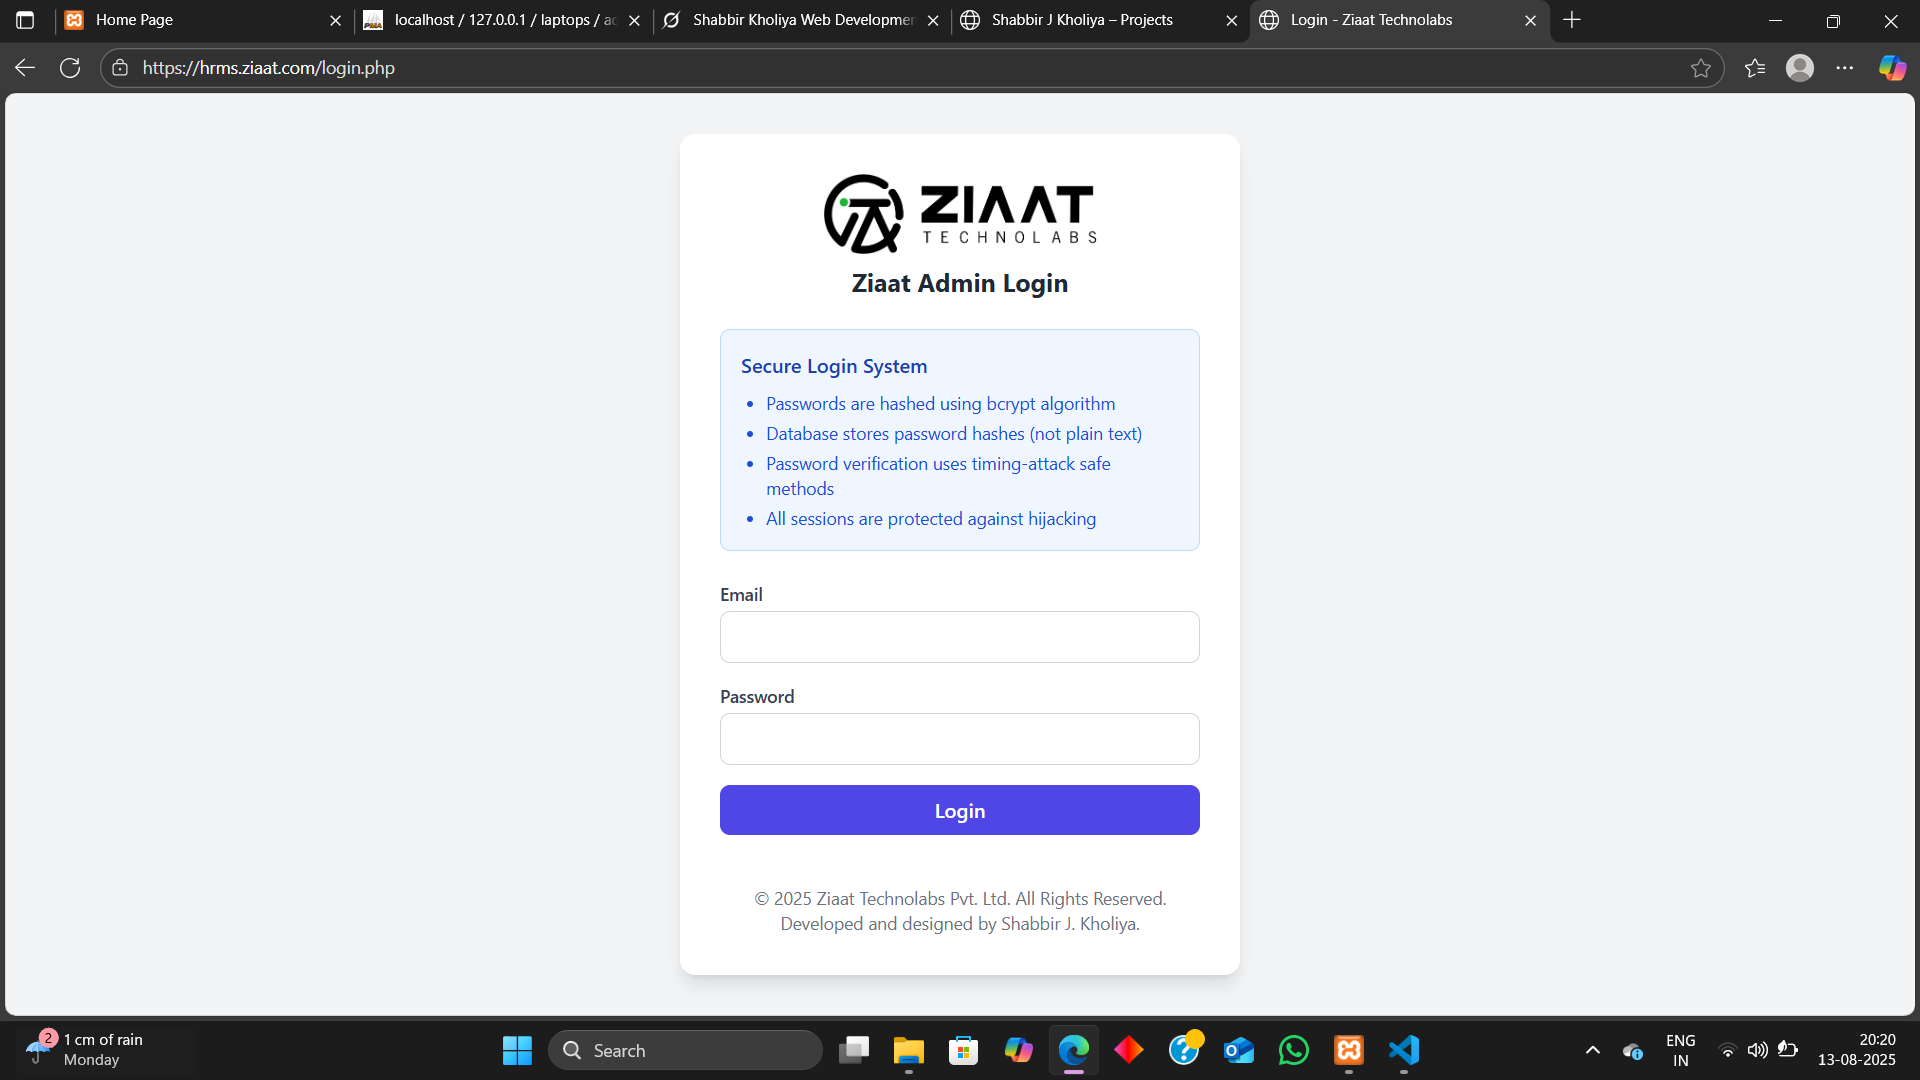 Home Page
localhost / 127.0.0.1 / laptops / ac
Shabbir Kholiya Web Developmen
Shabbir J Kholiya – Projects
Login - Ziaat Technolabs
https://hrms.ziaat.com/login.php
ZIAAT
TECHNOLABS
Ziaat Admin Login
Secure Login System
• Passwords are hashed using bcrypt algorithm
• Database stores password hashes (not plain text)
• Password verification uses timing-attack safe
methods
• All sessions are protected against hijacking
Email
Password
Login
© 2025 Ziaat Technolabs Pvt. Ltd. All Rights Reserved.
Developed and designed by Shabbir J. Kholiya.
2
1 cm of rain
Monday
Search
ENG
IN
20:20
13-08-2025